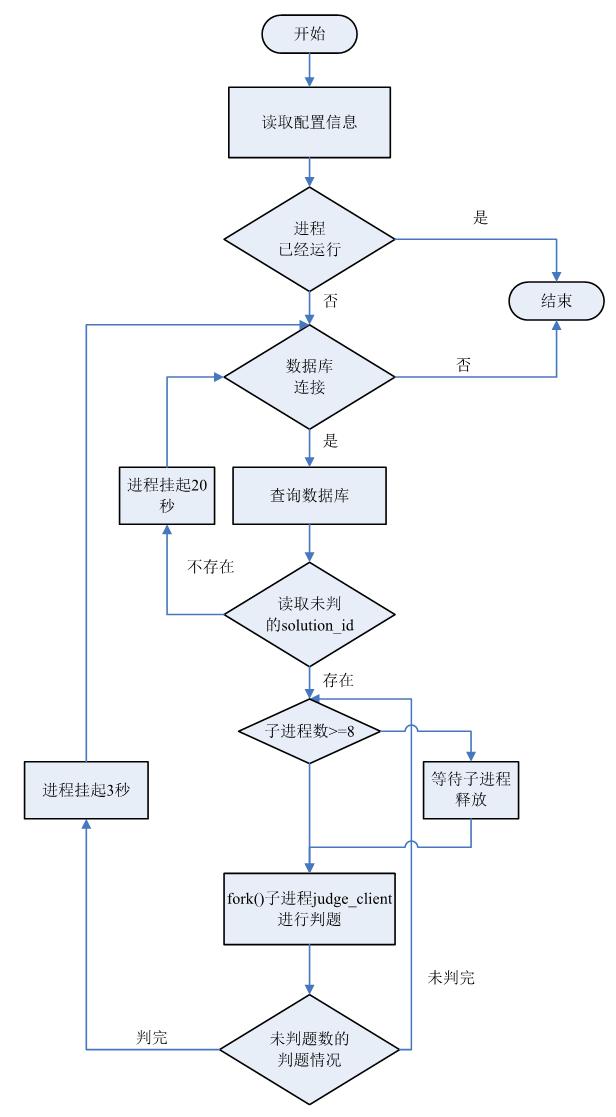 开始
读取配置信息
进程
已经运行
是
结束
否
数据库
连接
否
是
进程挂起20
秒
查询数据库
不存在
读取未判
的solution_id
存在
子进程数>=8
进程挂起3秒
等待子进程
释放
fork()子进程judge_client
进行判题
未判完
判完
未判题数的
判题情况